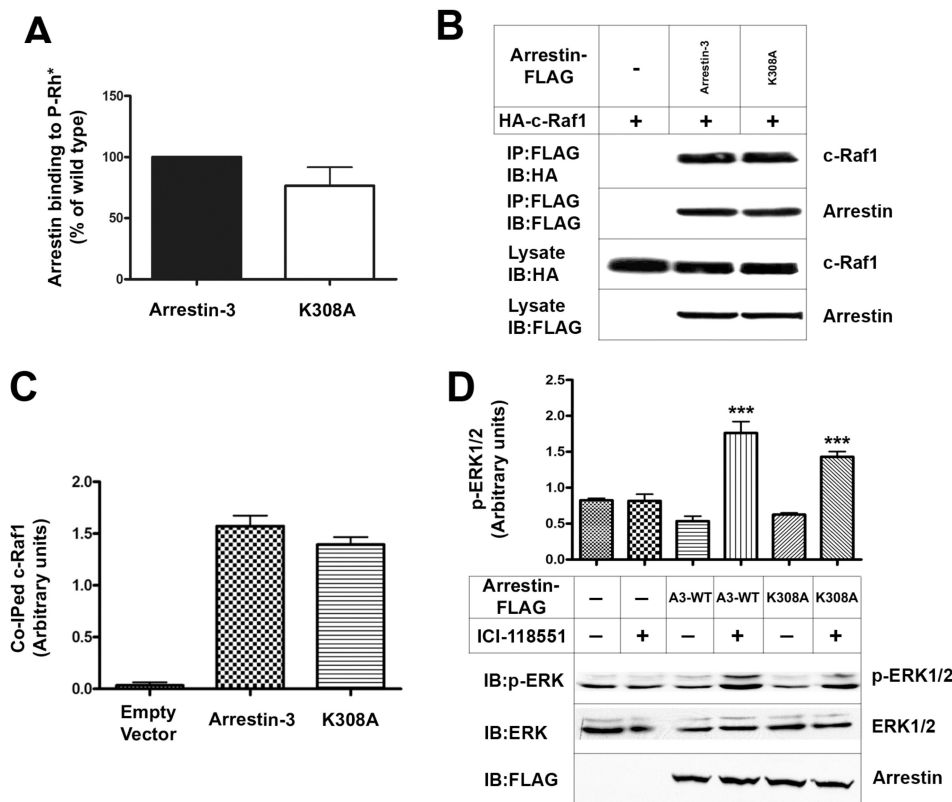 A
Arrestin binding to P-Rh*
(% of wild type)
150
100
50
0
Arrestin-3
K308A
B
Arrestin-
FLAG
-
Arrestin-3
K308A
HA-c-Raf1
+
+
+
IP:FLAG
IB:HA
c-Raf1
IP:FLAG
IB:FLAG
Arrestin
Lysate
IB:HA
c-Raf1
Lysate
IB:FLAG
Arrestin
C
Co-IPed c-Raf1
(Arbitrary units)
2.0
1.5
1.0
0.5
0.0
Empty
Vector
Arrestin-3
K308A
D
p-ERK1/2
(Arbitrary units)
2.5
2.0
1.5
1.0
0.5
0.0
***
***
Arrestin-
FLAG
–
–
A3-WT
A3-WT
K308A
K308A
ICI-118551
–
+
–
+
–
+
IB:p-ERK
p-ERK1/2
IB:ERK
ERK1/2
IB:FLAG
Arrestin